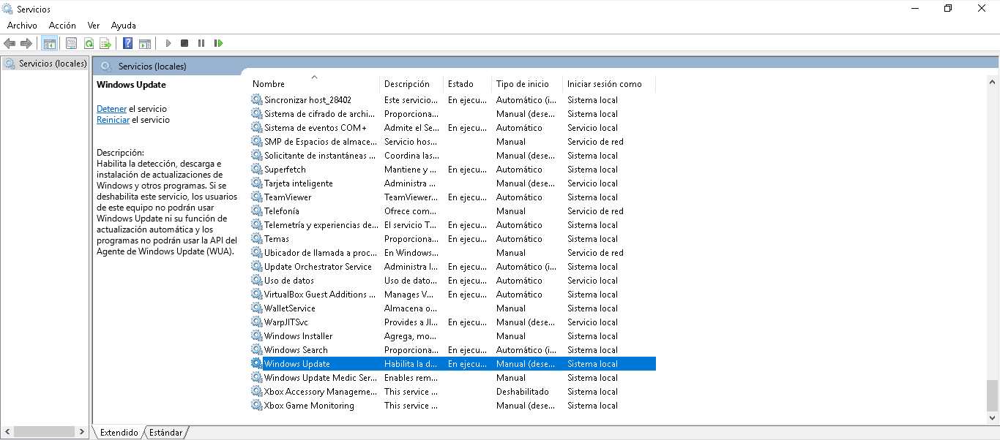 Servicios
Archivo Acción Ver Ayuda
Servicios (locales)
Servicios (locales)
Windows Update
Detener el servicio
Reiniciar el servicio
Descripción:
Habilita la detección, descarga e
instalación de actualizaciones de
Windows y otros programas. Si se
deshabilita este servicio, los usuarios
de este equipo no podrán usar
Windows Update ni su función de
actualización automática y los
programas no podrán usar la API del
Agente de Windows Update (WUA).
Nombre Descripción Estado Tipo de inicio Iniciar sesión como
Sincronizar host_28402 Este servicio... En ejecu... Automático (i... Sistema local
Sistema de cifrado de archi... Proporciona... Manual (dese... Sistema local
Sistema de eventos COM+ Admite el Se... En ejecu... Automático Servicio local
SMP de Espacios de almace... Servicio hos... Manual Servicio de red
Solicitante de instantáneas ... Coordina las... Manual (dese... Sistema local
Superfetch Mantiene y ... En ejecu... Automático Sistema local
Tarjeta inteligente Administra ... Manual (dese... Servicio local
TeamViewer TeamViewer... En ejecu... Automático Sistema local
Telefonía Ofrece com... Manual Servicio de red
Telemetría y experiencias de... El servicio T... En ejecu... Automático Sistema local
Temas Proporciona... En ejecu... Automático Sistema local
Ubicador de llamada a proc... En Windows... Manual Servicio de red
Update Orchestrator Service Administra l... En ejecu... Automático (i... Sistema local
Uso de datos Uso de dato... En ejecu... Automático Servicio local
VirtualBox Guest Additions ... Manages V... En ejecu... Automático Sistema local
WalletService Almacena o... Manual Sistema local
WarpJITSvc Provides a JI... En ejecu... Manual (dese... Servicio local
Windows Installer Agrega, mo... Manual Sistema local
Windows Search Proporciona... En ejecu... Automático (i... Sistema local
Windows Update Habilita la d... En ejecu... Manual (dese... Sistema local
Windows Update Medic Ser... Enables rem... Manual Sistema local
Xbox Accessory Manageme... This service ... Deshabilitado Sistema local
Xbox Game Monitoring This service ... Manual (dese... Sistema local
Extendido Estándar